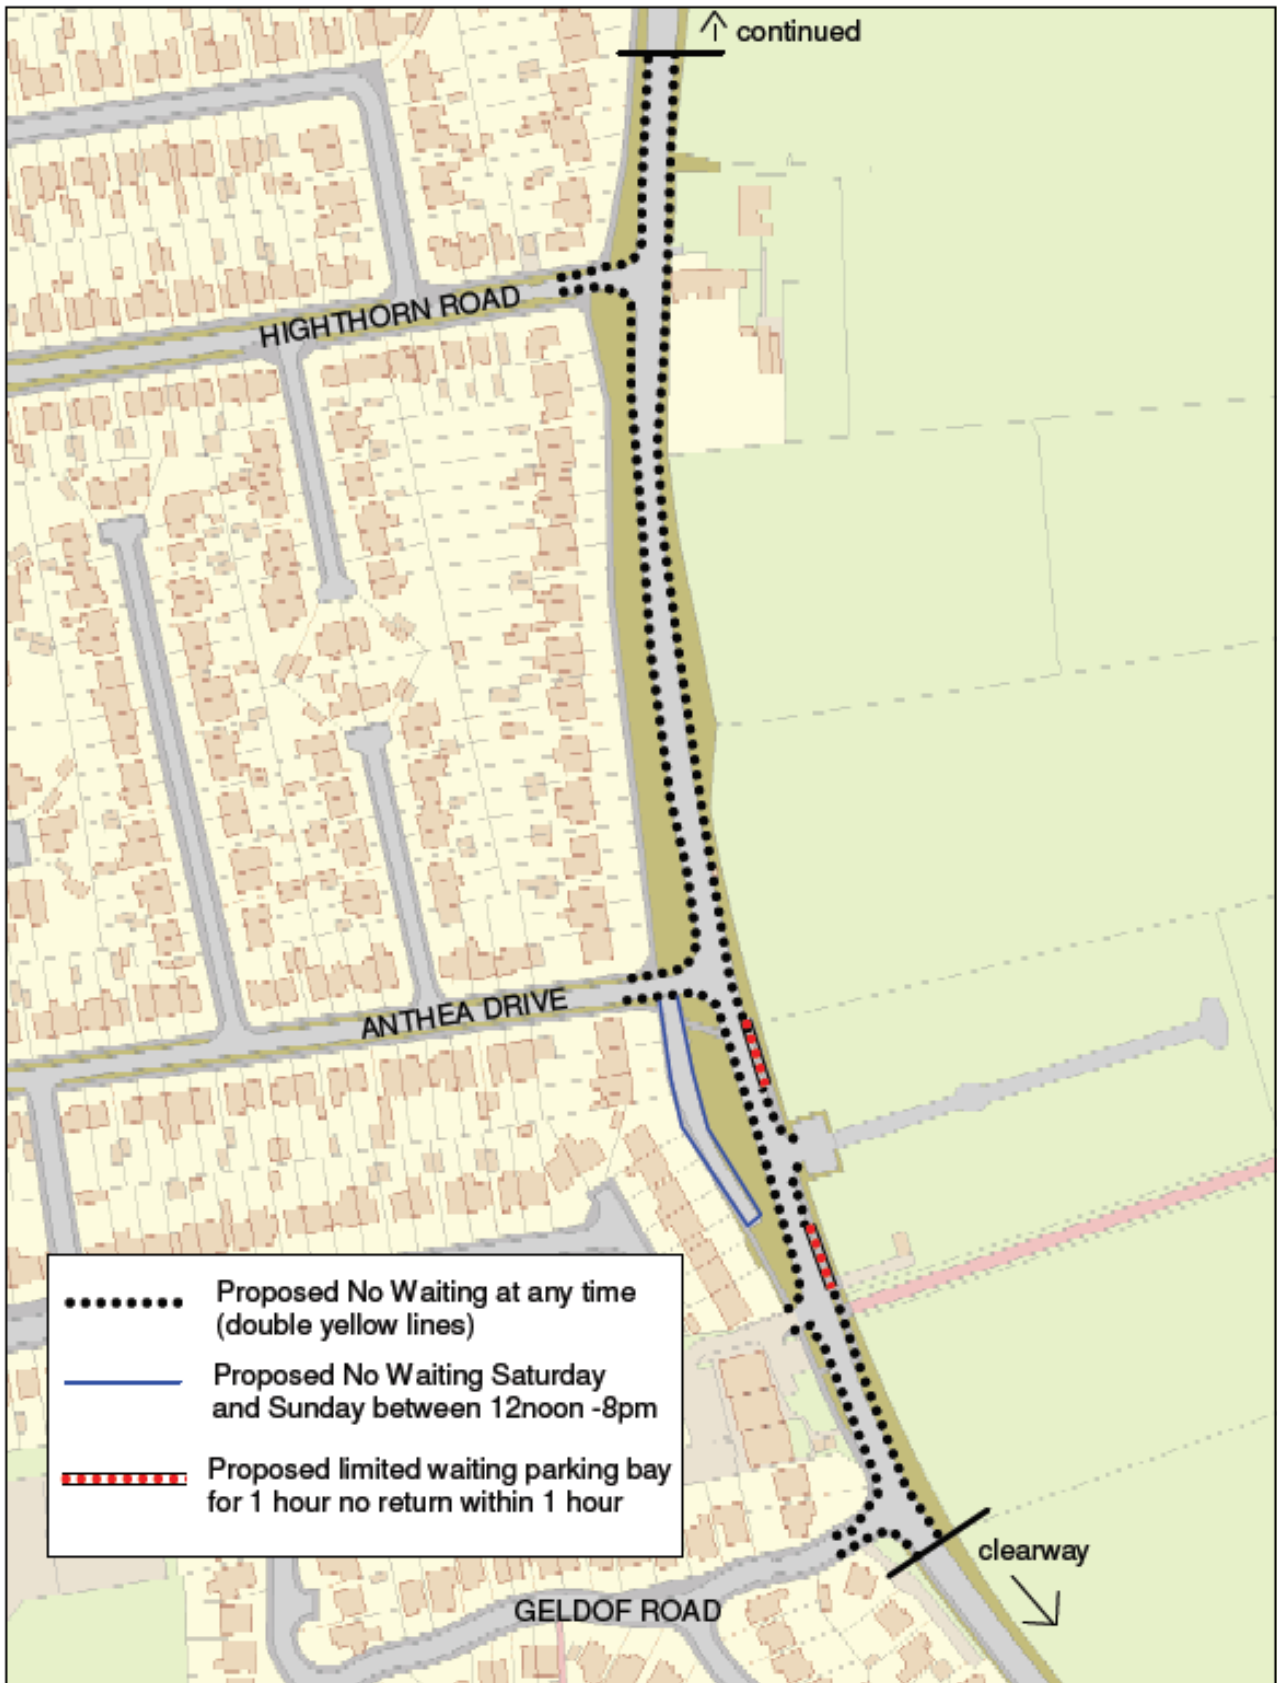 continued
HIGHTHORN ROAD
ANTHEA DRIVE
Proposed No Waiting at any time
(double yellow lines)
Proposed No Waiting Saturday
and Sunday between 12noon -8pm
Proposed limited waiting parking bay
for 1 hour no return within 1 hour
clearway
GELDOF ROAD